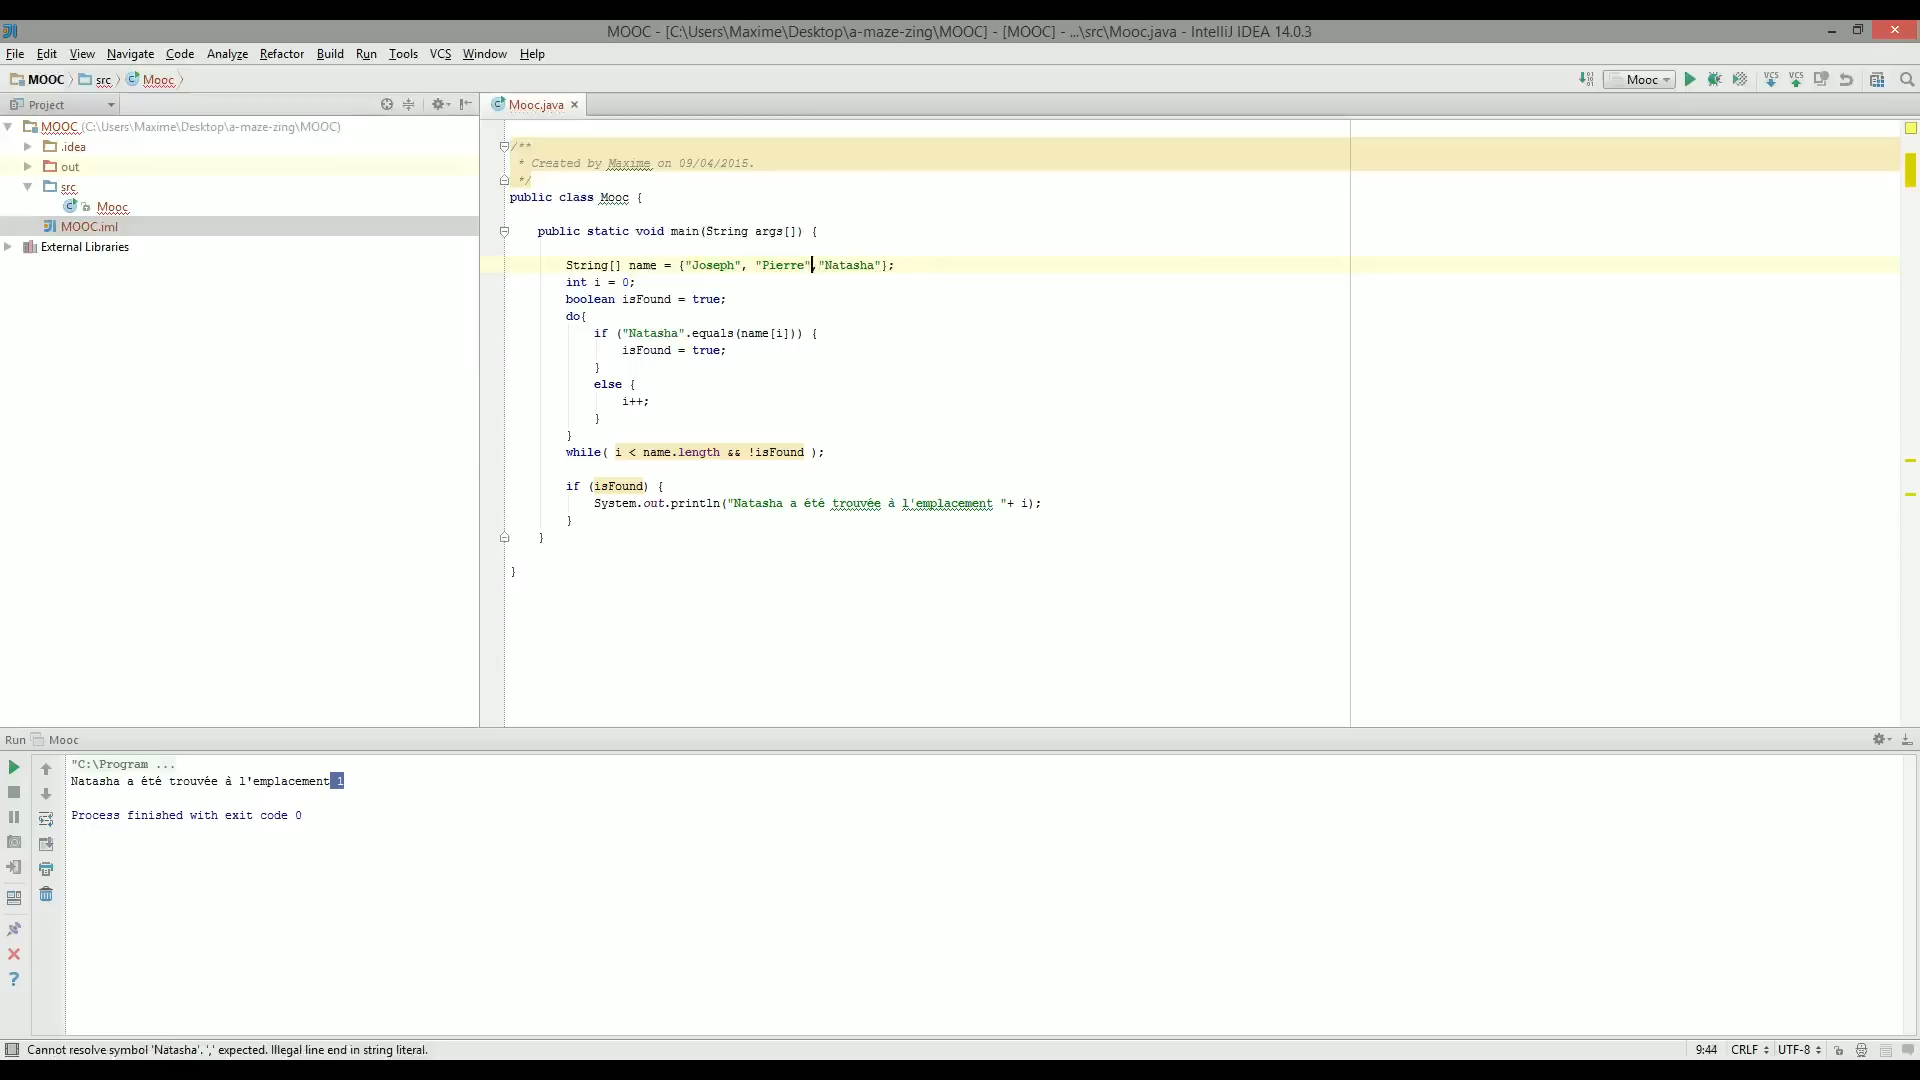 MOOC - [C:\Users\Maxime\Desktop\a-maze-zing\MOOC] - [MOOC] - ...\src\Mooc.java - IntelliJ IDEA 14.0.3
File Edit View Navigate Code Analyze Refactor Build Run Tools VCS Window Help
MOOC src Mooc
Mooc
VCS VCS
Project
Mooc.java
MOOC (C:\Users\Maxime\Desktop\a-maze-zing\MOOC)
.idea
out
src
Mooc
MOOC.iml
External Libraries
/**
* Created by Maxime on 09/04/2015.
*/
public class Mooc {
public static void main(String args[]) {
String[] name = {"Joseph", "Pierre","Natasha"};
int i = 0;
boolean isFound = true;
do{
if ("Natasha".equals(name[i])) {
isFound = true;
}
else {
i++;
}
}
while( i < name.length && !isFound );
if (isFound) {
System.out.println("Natasha a été trouvée à l'emplacement "+ i);
}
}
}
Run Mooc
"C:\Program ...
Natasha a été trouvée à l'emplacement 1
Process finished with exit code 0
Cannot resolve symbol 'Natasha'. ',' expected. Illegal line end in string literal.
9:44 CRLF UTF-8